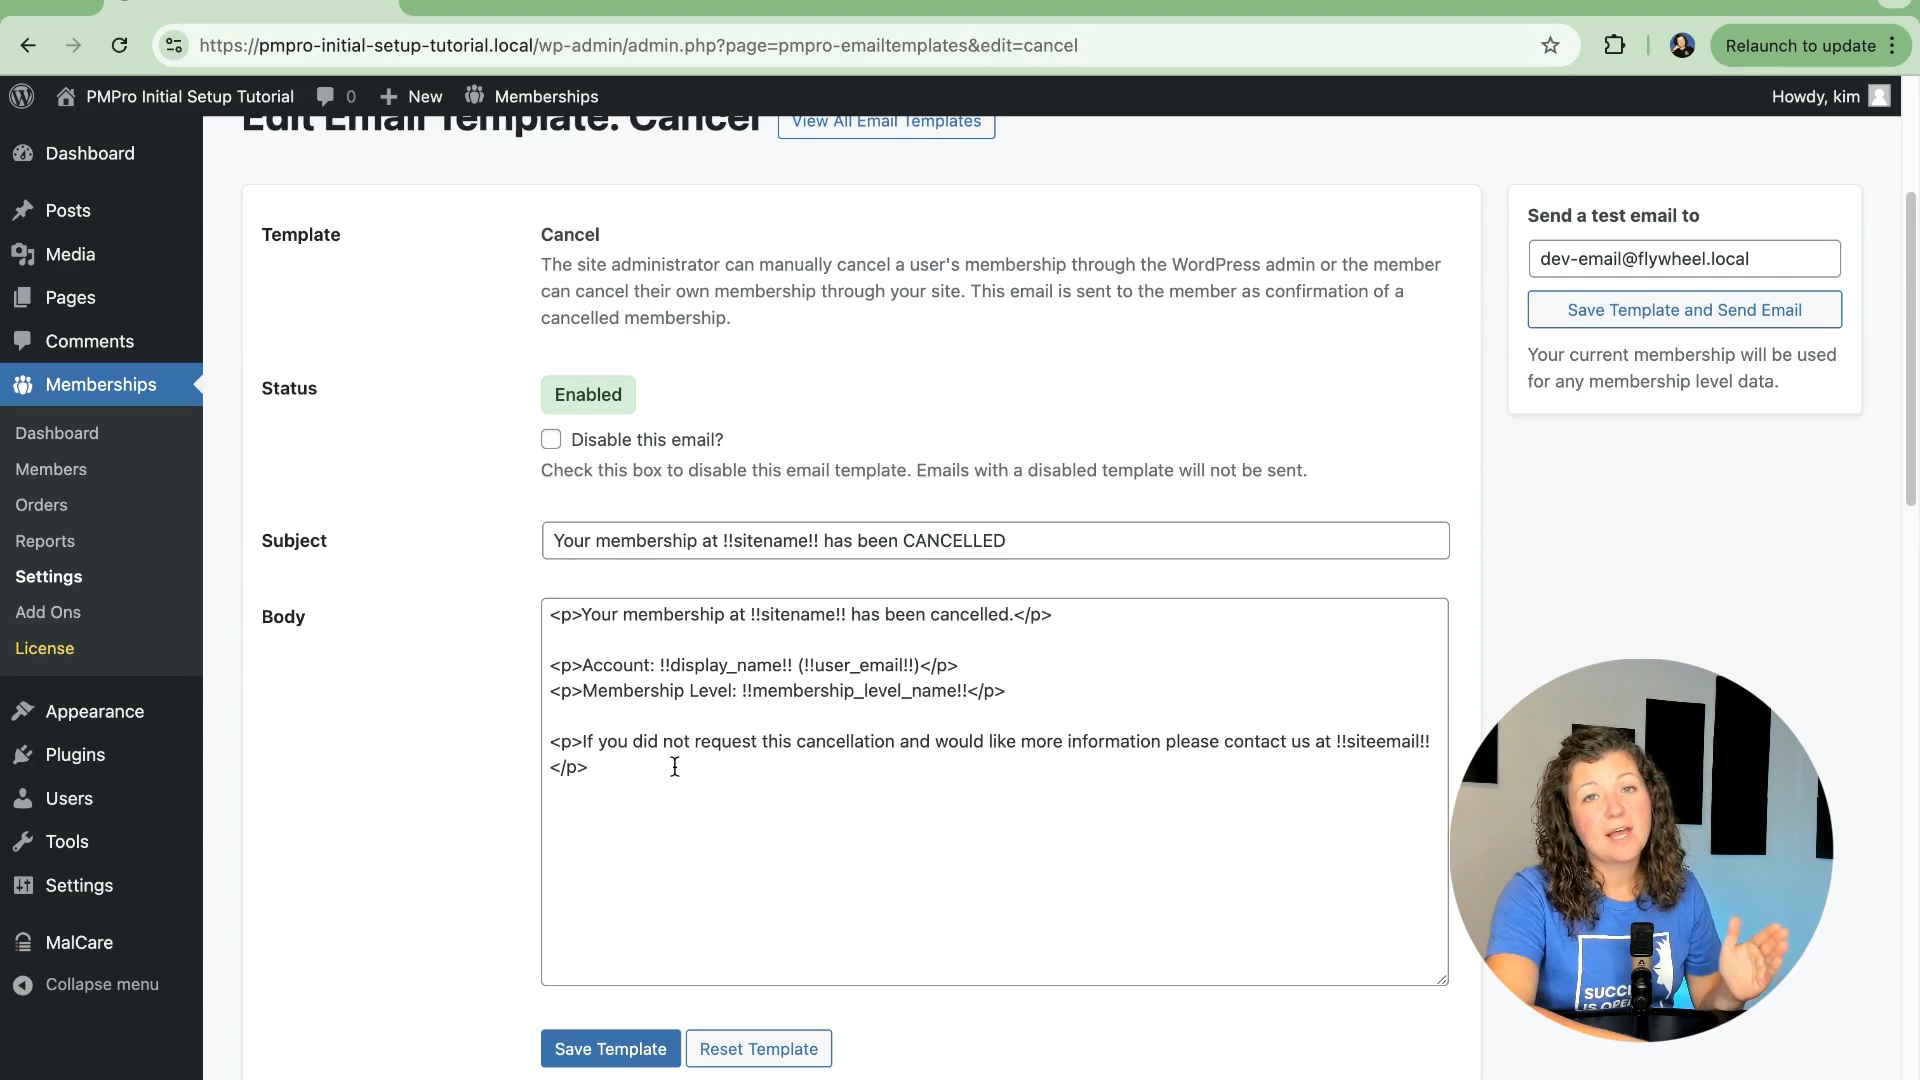 https://pmpro-initial-setup-tutorial.local/wp-admin/admin.php?page=pmpro-emailtemplates&edit=cancel
Relaunch to update
PMPro Initial Setup Tutorial
0
New
Memberships
Howdy, kim
Edit Email Template: Cancel
View All Email Templates
Dashboard
Posts
Media
Pages
Comments
Memberships
Dashboard
Members
Orders
Reports
Settings
Add Ons
License
Appearance
Plugins
Users
Tools
Settings
MalCare
Collapse menu
Template
Cancel
The site administrator can manually cancel a user's membership through the WordPress admin or the member
can cancel their own membership through your site. This email is sent to the member as confirmation of a
cancelled membership.
Status
Enabled
Disable this email?
Check this box to disable this email template. Emails with a disabled template will not be sent.
Subject
Your membership at !!sitename!! has been CANCELLED
Body
<p>Your membership at !!sitename!! has been cancelled.</p>
<p>Account: !!display_name!! (!!user_email!!)</p>
<p>Membership Level: !!membership_level_name!!</p>
<p>If you did not request this cancellation and would like more information please contact us at !!siteemail!!
</p>
Save Template
Reset Template
Send a test email to
dev-email@flywheel.local
Save Template and Send Email
Your current membership will be used
for any membership level data.